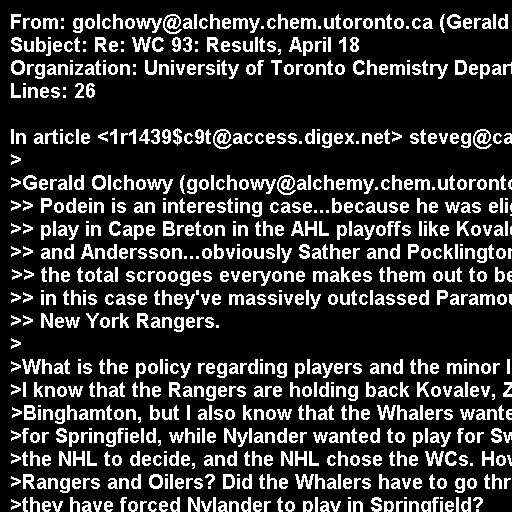 From: golchowy@alchemy.chem.utoronto.ca (Gerald
Subject: Re: WC 93: Results, April 18
Organization: University of Toronto Chemistry Depar
Lines: 26

In article <1r1439$c9t@access.digex.net> steveg@ca
>
>Gerald Olchowy (golchowy@alchemy.chem.utoronto
>> Podein is an interesting case...because he was eli
>> play in Cape Breton in the AHL playoffs like Koval
>> and Andersson...obviously Sather and Pocklington
>> the total scrooges everyone makes them out to be
>> in this case they've massively outclassed Paramou
>> New York Rangers.
>
>What is the policy regarding players and the minor l
>I know that the Rangers are holding back Kovalev, Z
>Binghamton, but I also know that the Whalers wante
>for Springfield, while Nylander wanted to play for Sw
>the NHL to decide, and the NHL chose the WCs. How
>Rangers and Oilers? Did the Whalers have to go thr
>they have forced Nylander to play in Springfield?